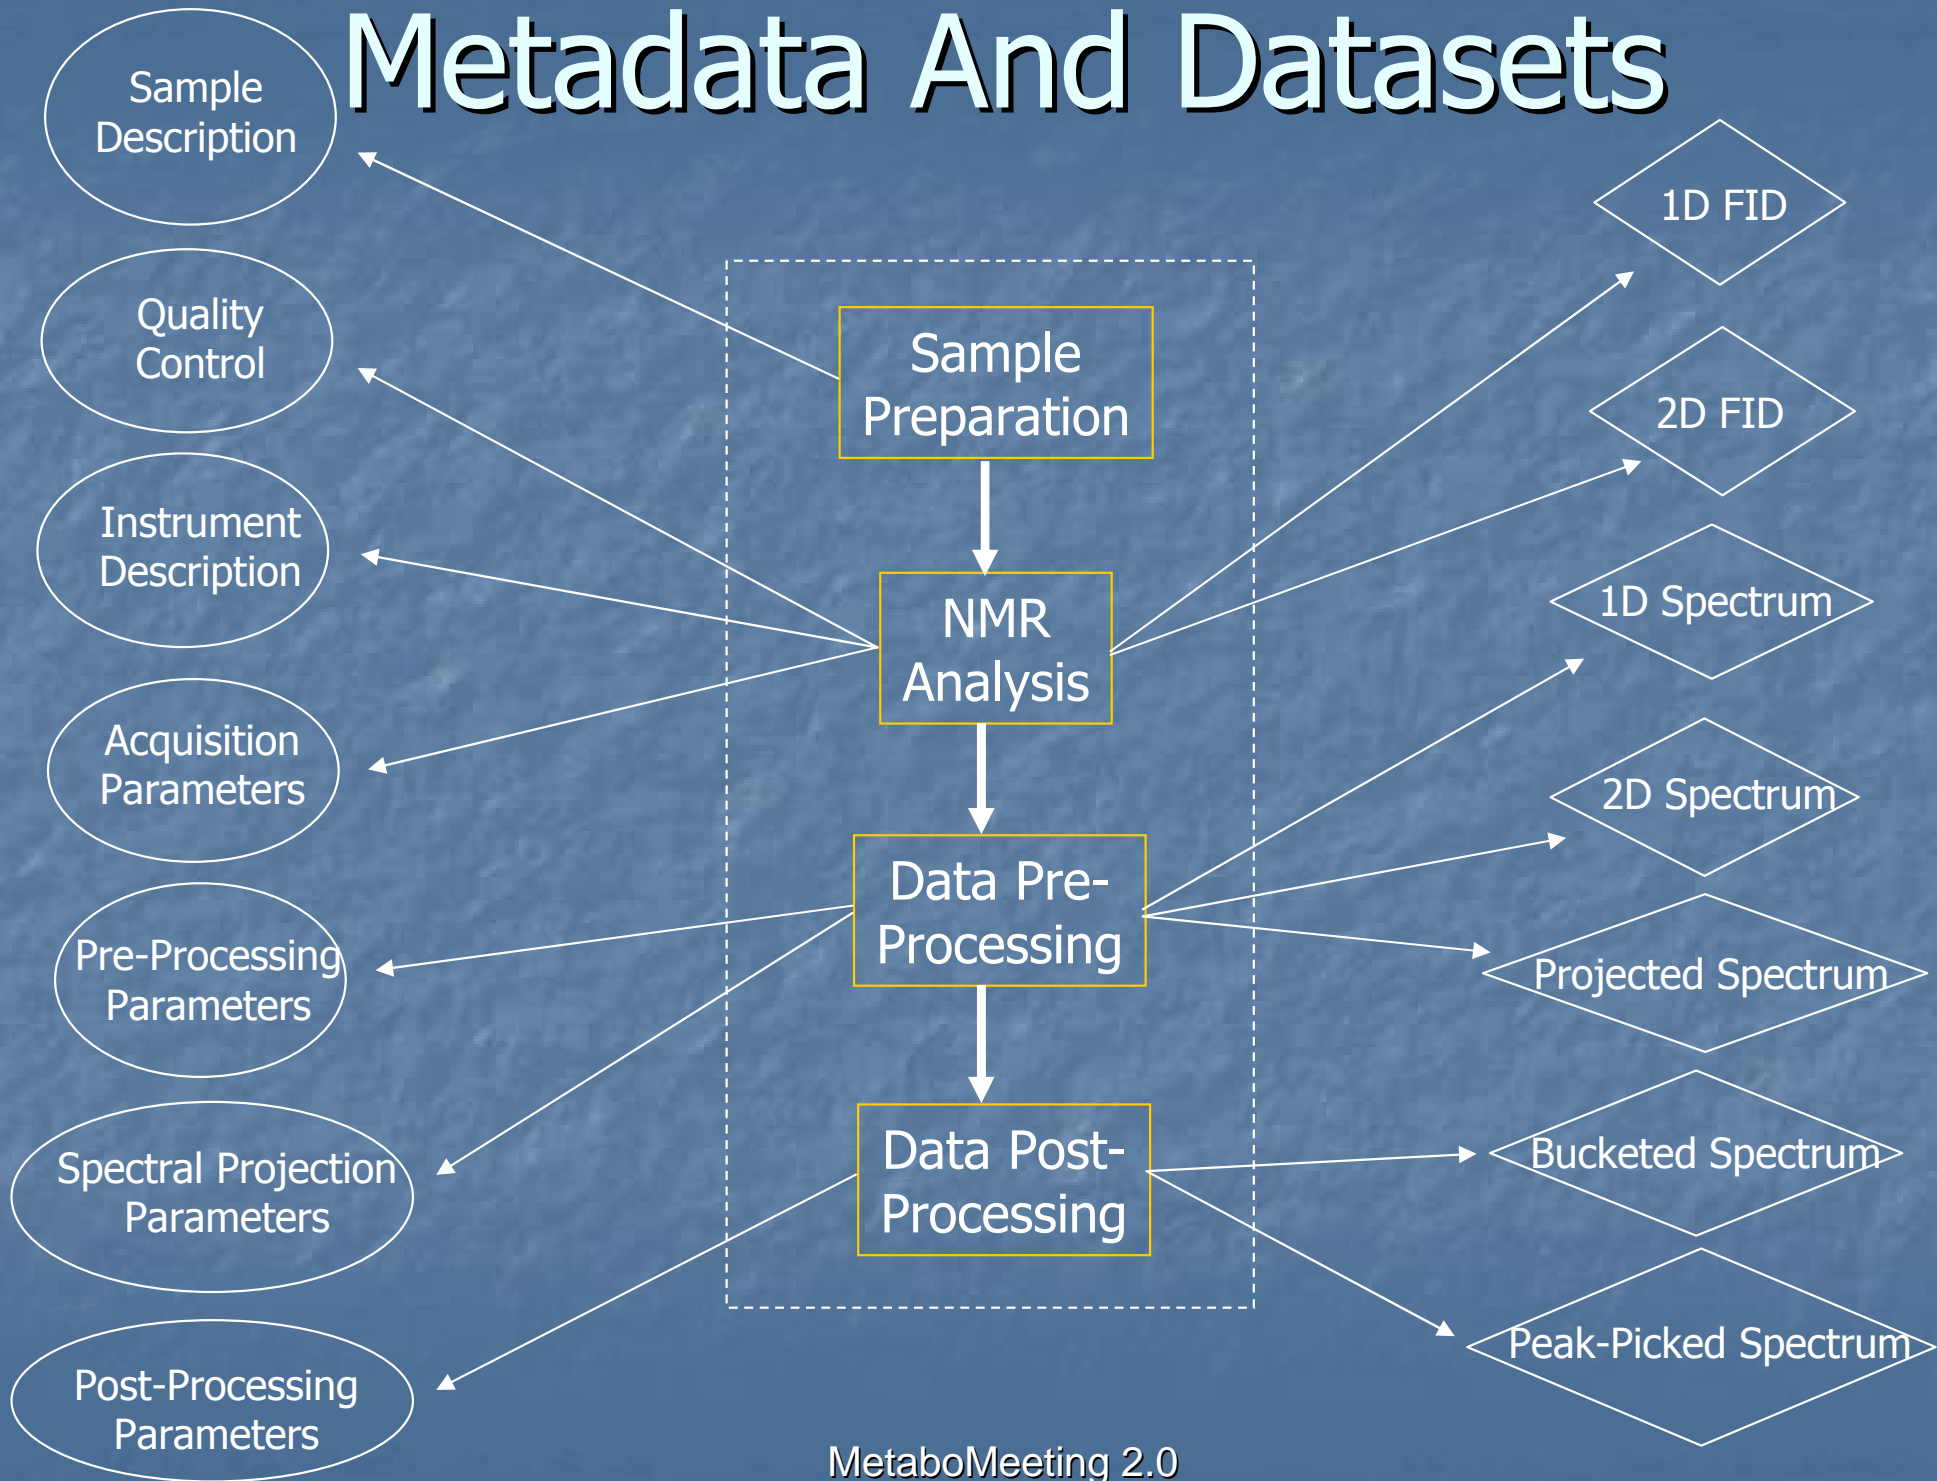 Metadata And Datasets
Sample
Description
Quality
Control
Instrument
Description
Acquisition
Parameters
Pre-Processing
Parameters
Spectral Projection
Parameters
Post-Processing
Parameters
Sample
Preparation
NMR
Analysis
Data Pre-
Processing
Data Post-
Processing
1D FID
2D FID
1D Spectrum
2D Spectrum
Projected Spectrum
Bucketed Spectrum
Peak-Picked Spectrum
MetaboMeeting 2.0